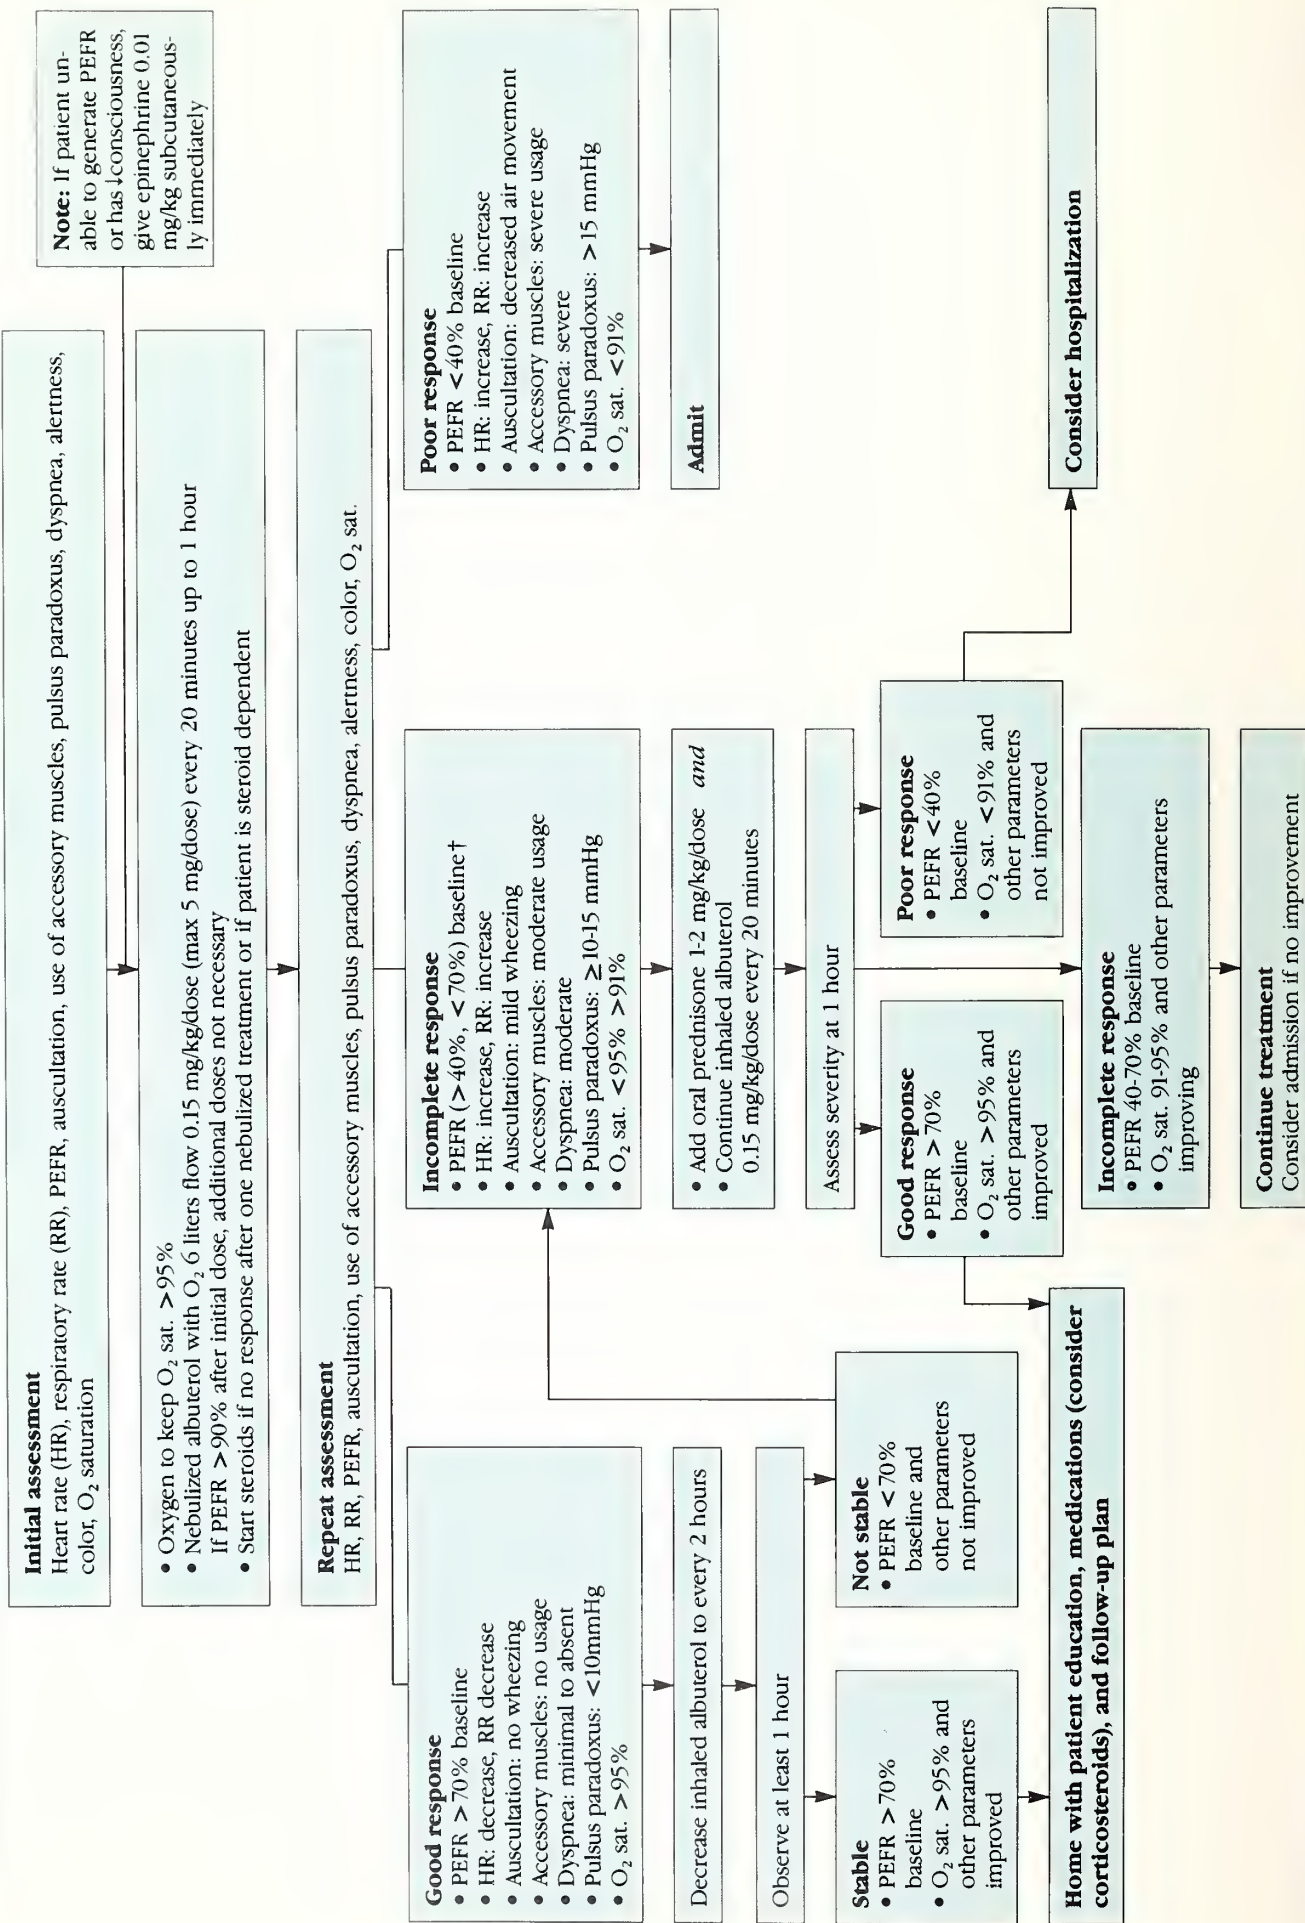 Initial assessment
Heart rate (HR), respiratory rate (RR), PEFR, auscultation, use of accessory muscles, pulsus paradoxus, dyspnea, alertness,
color, O₂ saturation
Note: If patient un-
able to generate PEFR
or has ↓consciousness,
give epinephrine 0.01
mg/kg subcutaneous-
ly immediately
• Oxygen to keep O₂ sat. >95%
• Nebulized albuterol with O₂ 6 liters flow 0.15 mg/kg/dose (max 5 mg/dose) every 20 minutes up to 1 hour
If PEFR >90% after initial dose, additional doses not necessary
• Start steroids if no response after one nebulized treatment or if patient is steroid dependent
Repeat assessment
HR, RR, PEFR, auscultation, use of accessory muscles, pulsus paradoxus, dyspnea, alertness, color, O₂ sat.
Good response
• PEFR >70% baseline
• HR: decrease, RR decrease
• Auscultation: no wheezing
• Accessory muscles: no usage
• Dyspnea: minimal to absent
• Pulsus paradoxus: <10mmHg
• O₂ sat. >95%
Incomplete response
• PEFR (>40%, <70%) baseline†
• HR: increase, RR: increase
• Auscultation: mild wheezing
• Accessory muscles: moderate usage
• Dyspnea: moderate
• Pulsus paradoxus: ≧10-15 mmHg
• O₂ sat. <95% >91%
Poor response
• PEFR <40% baseline
• HR: increase, RR: increase
• Auscultation: decreased air movement
• Accessory muscles: severe usage
• Dyspnea: severe
• Pulsus paradoxus: >15 mmHg
• O₂ sat. <91%
Decrease inhaled albuterol to every 2 hours
• Add oral prednisone 1-2 mg/kg/dose and
• Continue inhaled albuterol
0.15 mg/kg/dose every 20 minutes
Admit
Observe at least 1 hour
Assess severity at 1 hour
Stable
• PEFR >70%
baseline
• O₂ sat. >95% and
other parameters
improved
Not stable
• PEFR <70%
baseline and
other parameters
not improved
Good response
• PEFR >70%
baseline
• O₂ sat. >95% and
other parameters
improved
Poor response
• PEFR <40%
baseline
• O₂ sat. <91% and
other parameters
not improved
Home with patient education, medications (consider
corticosteroids), and follow-up plan
Incomplete response
• PEFR 40-70% baseline
• O₂ sat. 91-95% and other parameters
improving
Consider hospitalization
Continue treatment
Consider admission if no improvement